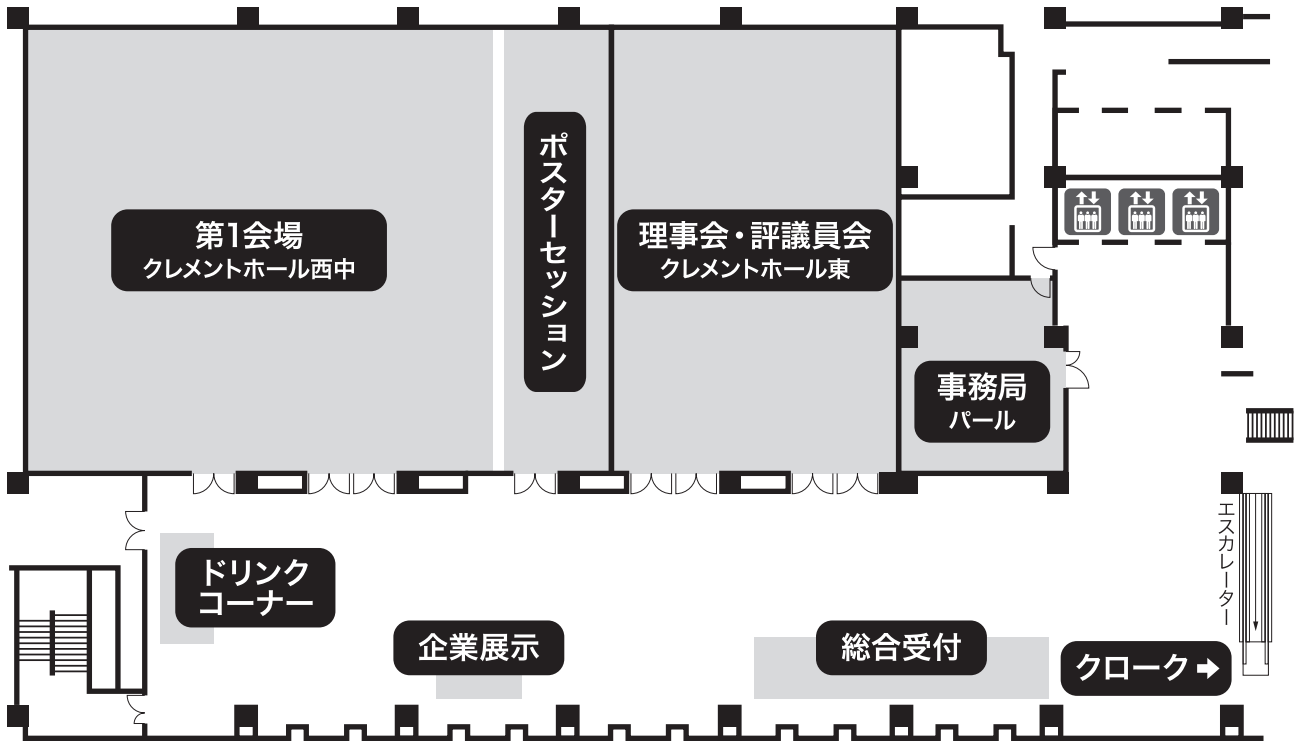 第1会場
クレメントホール西中
ポスターセッション
理事会・評議員会
クレメントホール東
事務局
パール
エスカレーター
ドリンク
コーナー
企業展示
総合受付
クローク